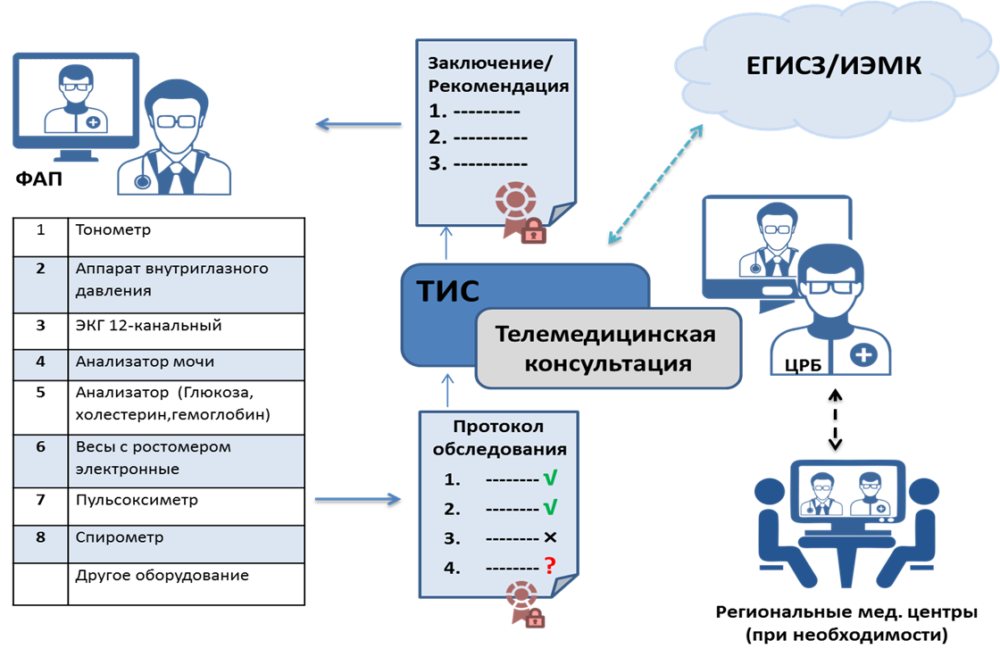 ФАП
1 Тонометр
2 Аппарат внутриглазного
давления
3 ЭКГ 12-канальный
4 Анализатор мочи
5 Анализатор (Глюкоза,
холестерин,гемоглобин)
6 Весы с ростомером
электронные
7 Пульсоксиметр
8 Спирометр
Другое оборудование
Заключение/
Рекомендация
1. ---------
2. ----------
3. ----------
ТИС
Телемедицинская
консультация
Протокол
обследования
1. -------- √
2. -------- √
3. -------- ×
4. -------- ?
ЕГИСЗ/ИЭМК
ЦРБ
Региональные мед. центры
(при необходимости)